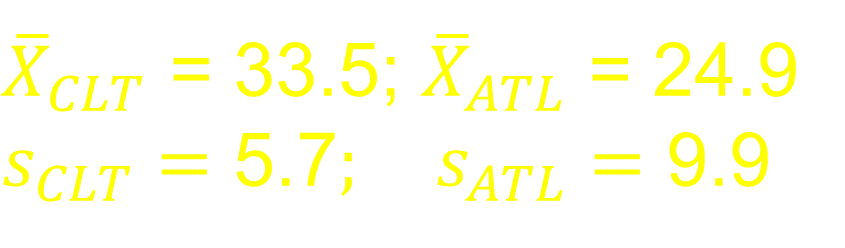 X̄_CLT = 33.5; X̄_ATL = 24.9
s_CLT = 5.7; s_ATL = 9.9